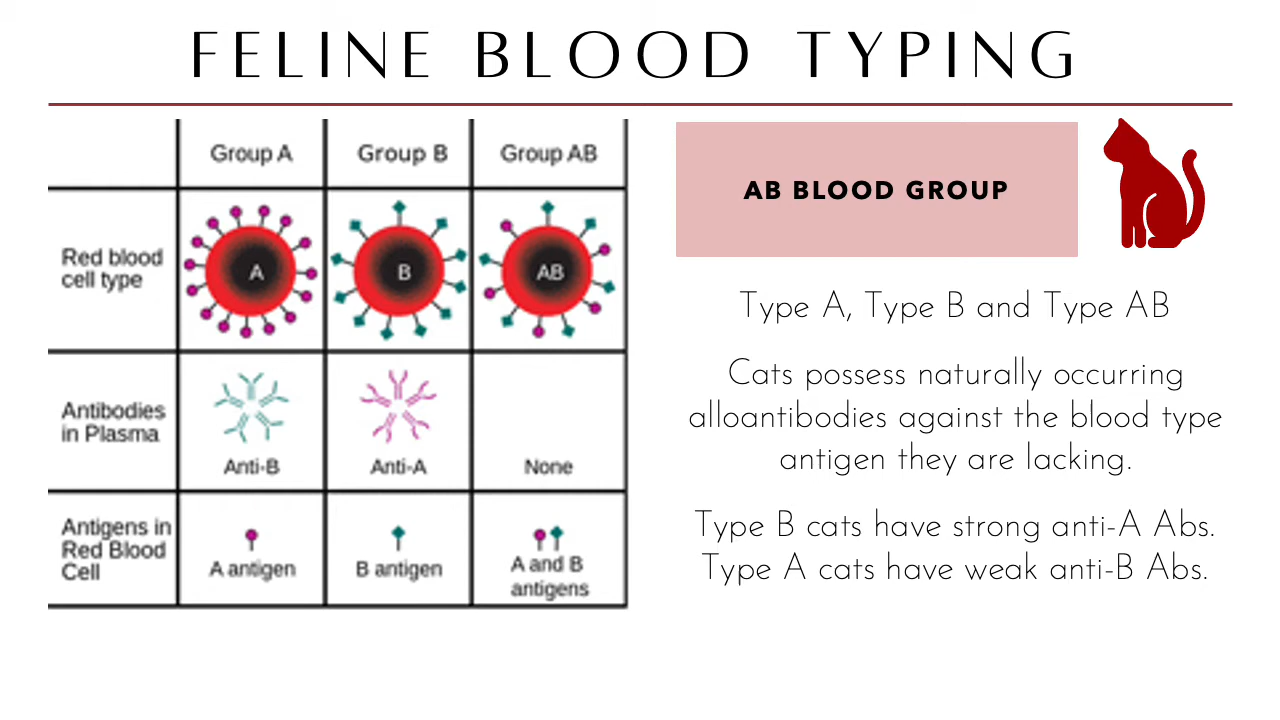 FELINE BLOOD TYPING
Group A
Group B
Group AB
Red blood
cell type
A
B
AB
Antibodies
in Plasma
Anti-B
Anti-A
None
Antigens in
Red Blood
Cell
A antigen
B antigen
A and B
antigens
AB BLOOD GROUP
Type A, Type B and Type AB
Cats possess naturally occurring
alloantibodies against the blood type
antigen they are lacking.
Type B cats have strong anti-A Abs.
Type A cats have weak anti-B Abs.